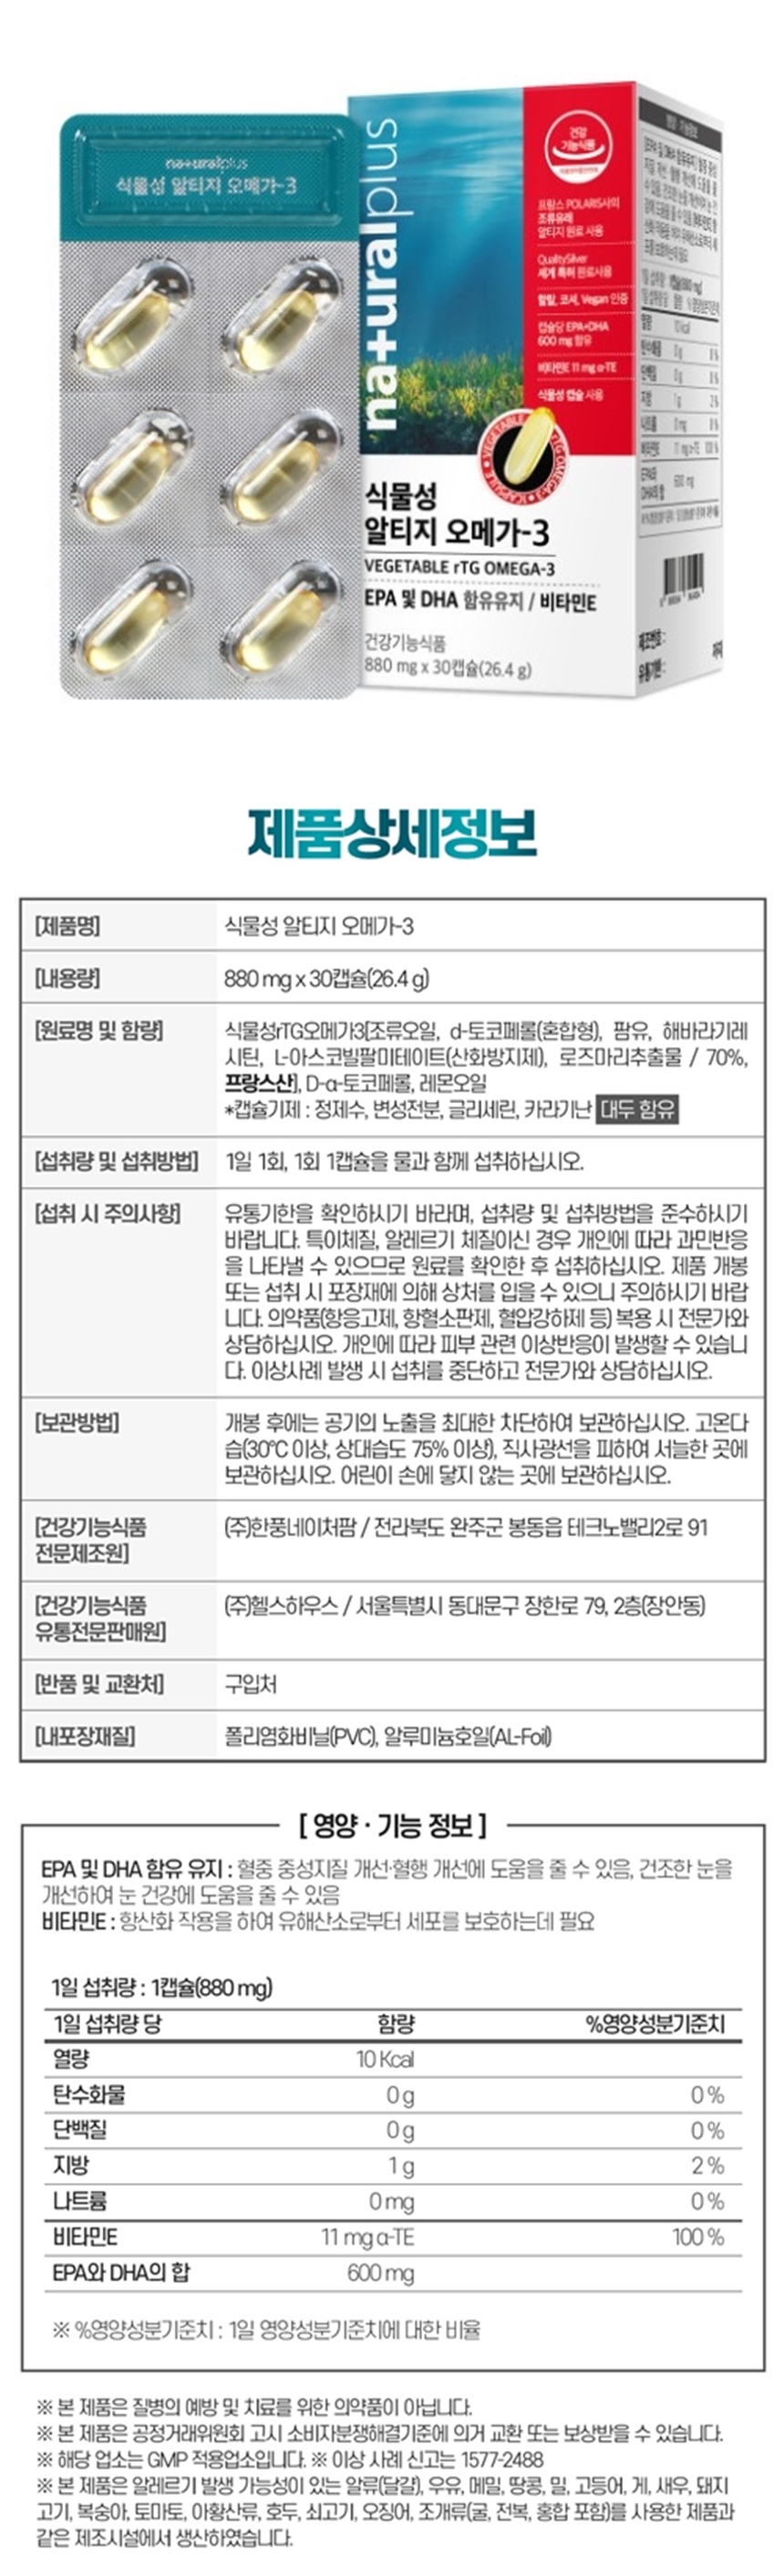 na+uralplus
식물성 알티지 오메가-3
na+uralplus
건강
기능식품
프랑스 POLARIS사의
조류유래
알티지 원료 사용
QualitySilver
세계 특허 원료사용
할랄, 코셔, Vegan 인증
캡슐당 EPA+DHA
600 mg 함유
비타민E 11 mg α-TE
식물성 캡슐 사용
식물성
알티지 오메가-3
VEGETABLE rTG OMEGA-3
EPA 및 DHA 함유유지 / 비타민E
건강기능식품
880 mg x 30캡슐(26.4 g)
제품상세정보
[제품명] 식물성 알티지 오메가-3
[내용량] 880 mg x 30캡슐(26.4 g)
[원료명 및 함량] 식물성rTG오메가3[조류오일, d-토코페롤(혼합형), 팜유, 해바라기레
시틴, L-아스코빌팔미테이트(산화방지제), 로즈마리추출물 / 70%,
프랑스산], D-α-토코페롤, 레몬오일
*캡슐기제 : 정제수, 변성전분, 글리세린, 카라기난 대두 함유
[섭취량 및 섭취방법] 1일 1회, 1회 1캡슐을 물과 함께 섭취하십시오.
[섭취 시 주의사항] 유통기한을 확인하시기 바라며, 섭취량 및 섭취방법을 준수하시기
바랍니다. 특이체질, 알레르기 체질이신 경우 개인에 따라 과민반응
을 나타낼 수 있으므로 원료를 확인한 후 섭취하십시오. 제품 개봉
또는 섭취 시 포장재에 의해 상처를 입을 수 있으니 주의하시기 바랍
니다. 의약품(항응고제, 항혈소판제, 혈압강하제 등) 복용 시 전문가와
상담하십시오. 개인에 따라 피부 관련 이상반응이 발생할 수 있습니
다. 이상사례 발생 시 섭취를 중단하고 전문가와 상담하십시오.
[보관방법] 개봉 후에는 공기의 노출을 최대한 차단하여 보관하십시오. 고온다
습(30℃ 이상, 상대습도 75% 이상), 직사광선을 피하여 서늘한 곳에
보관하십시오. 어린이 손에 닿지 않는 곳에 보관하십시오.
[건강기능식품
전문제조원] (주)한풍네이처팜 / 전라북도 완주군 봉동읍 테크노밸리2로 91
[건강기능식품
유통전문판매원] (주)헬스하우스 / 서울특별시 동대문구 장한로 79, 2층(장안동)
[반품 및 교환처] 구입처
[내포장재질] 폴리염화비닐(PVC), 알루미늄호일(AL-Foil)
[ 영양 · 기능 정보 ]
EPA 및 DHA 함유 유지 : 혈중 중성지질 개선·혈행 개선에 도움을 줄 수 있음, 건조한 눈을
개선하여 눈 건강에 도움을 줄 수 있음
비타민E : 항산화 작용을 하여 유해산소로부터 세포를 보호하는데 필요
1일 섭취량 : 1캡슐(880 mg)
1일 섭취량 당 함량 %영양성분기준치
열량 10 Kcal
탄수화물 0 g 0 %
단백질 0 g 0 %
지방 1 g 2 %
나트륨 0 mg 0 %
비타민E 11 mg α-TE 100 %
EPA와 DHA의 합 600 mg
※ %영양성분기준치 : 1일 영양성분기준치에 대한 비율
※ 본 제품은 질병의 예방 및 치료를 위한 의약품이 아닙니다.
※ 본 제품은 공정거래위원회 고시 소비자분쟁해결기준에 의거 교환 또는 보상받을 수 있습니다.
※ 해당 업소는 GMP 적용업소입니다. ※ 이상 사례 신고는 1577-2488
※ 본 제품은 알레르기 발생 가능성이 있는 알류(달걀), 우유, 메밀, 땅콩, 밀, 고등어, 게, 새우, 돼지
고기, 복숭아, 토마토, 아황산류, 호두, 쇠고기, 오징어, 조개류(굴, 전복, 홍합 포함)를 사용한 제품과
같은 제조시설에서 생산하였습니다.